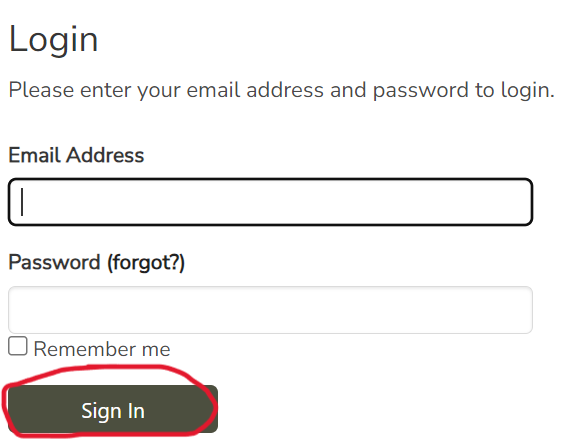 Login
Please enter your email address and password to login.
Email Address
Password (forgot?)
Remember me
Sign In